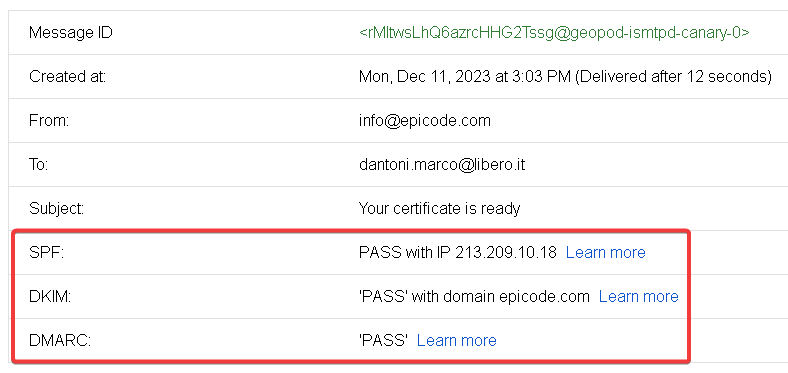 Message ID <rMltwsLhQ6azrcHHG2Tssg@geopod-ismtpd-canary-0>
Created at: Mon, Dec 11, 2023 at 3:03 PM (Delivered after 12 seconds)
From: info@epicode.com
To: dantoni.marco@libero.it
Subject: Your certificate is ready
SPF: PASS with IP 213.209.10.18 Learn more
DKIM: 'PASS' with domain epicode.com Learn more
DMARC: 'PASS' Learn more